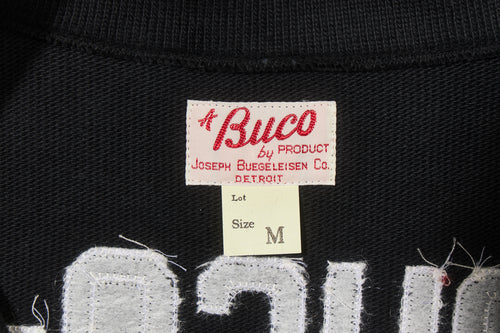 A Buco
by PRODUCT
JOSEPH BUEGELEISEN CO.
DETROIT
Lot
Size M